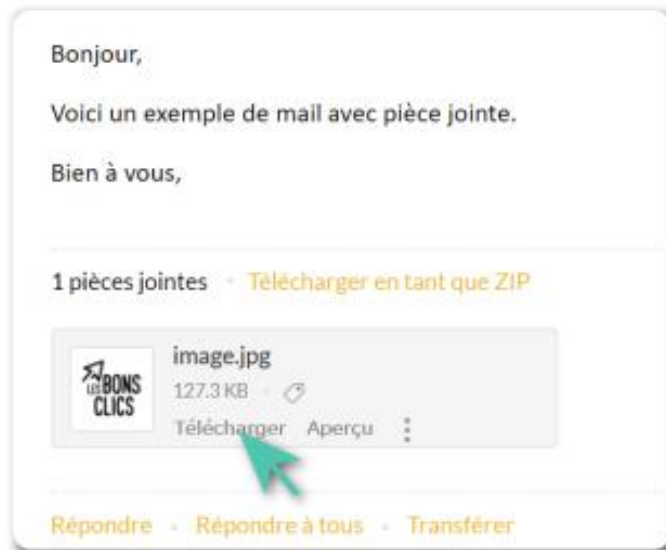 Bonjour,
Voici un exemple de mail avec pièce jointe.
Bien à vous,
1 pièces jointes Télécharger en tant que ZIP
LES BONS
CLICS
image.jpg
127.3 KB
Télécharger Aperçu
Répondre Répondre à tous Transférer